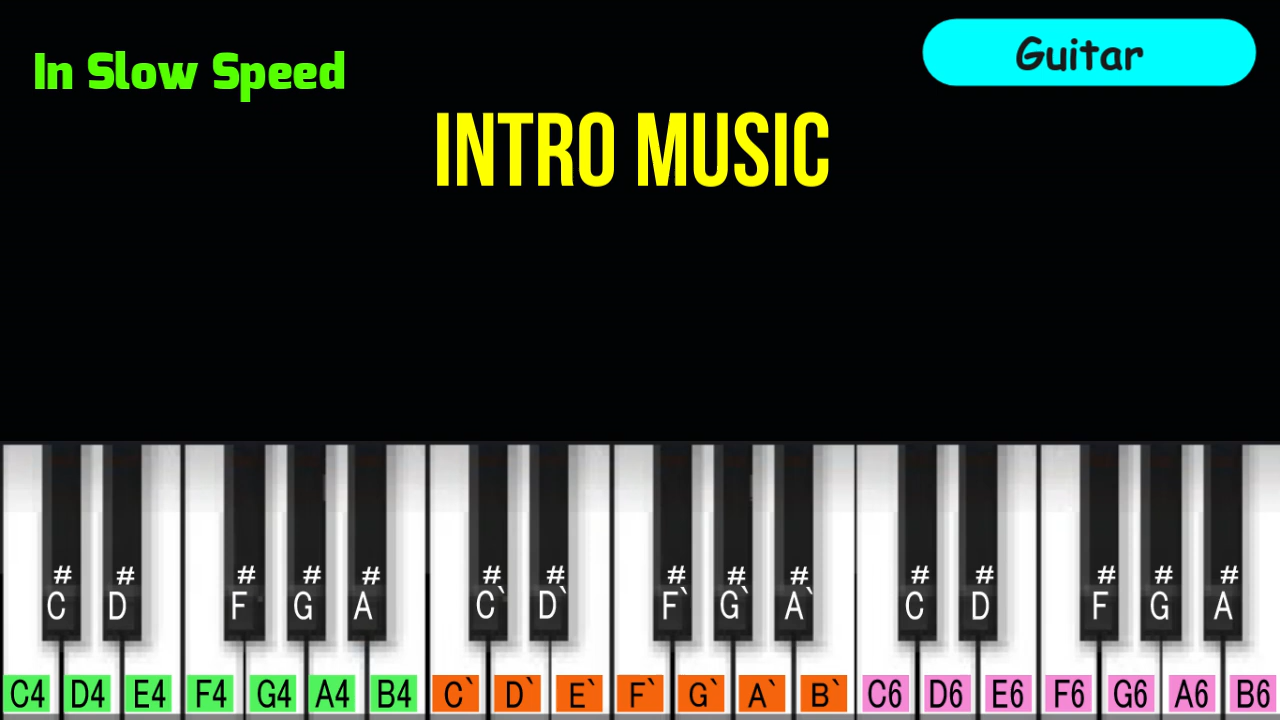 In Slow Speed
Guitar
INTRO MUSIC
# # # # # # # # # # # # # # #
C D F G A C` D` F` G` A` C D F G A
C4 D4 E4 F4 G4 A4 B4 C` D` E` F` G` A` B` C6 D6 E6 F6 G6 A6 B6